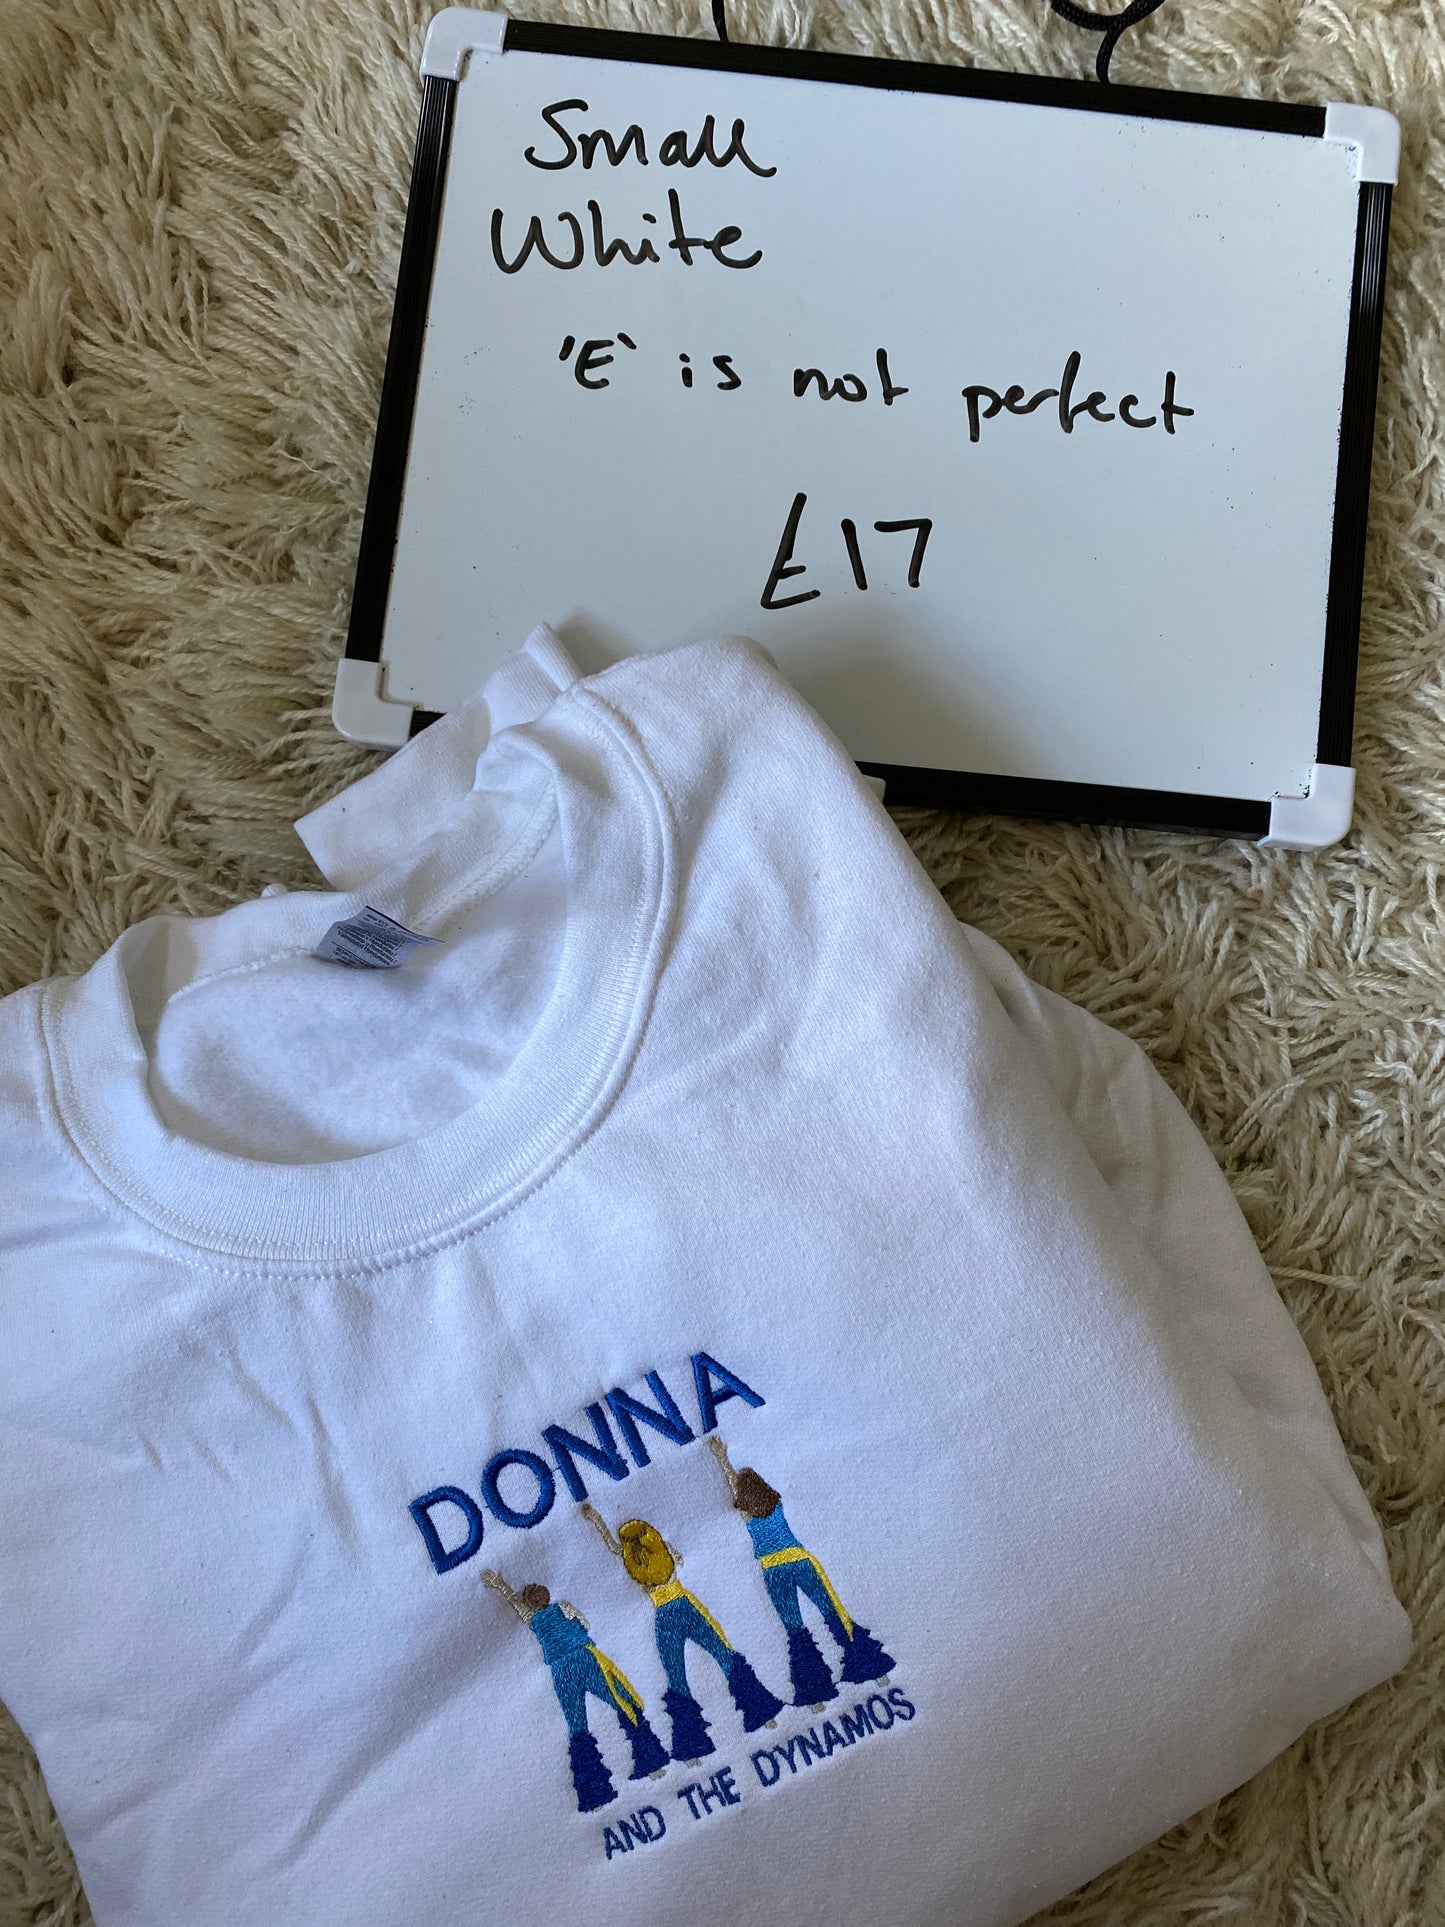 Small
White
'E' is not perfect
£17
DONNA
AND THE DYNAMOS